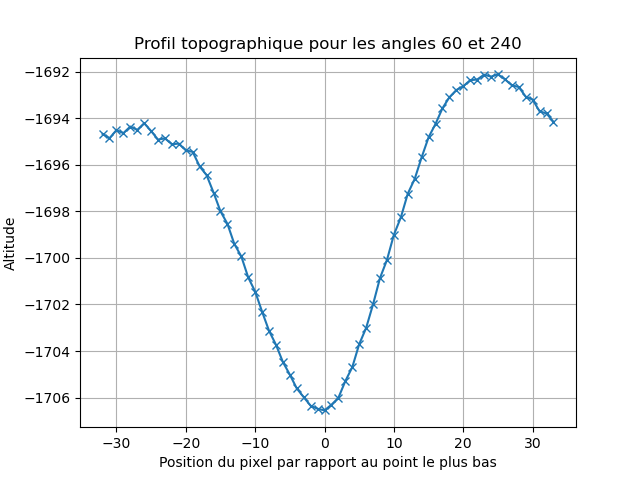 Profil topographique pour les angles 60 et 240
−1692
−1694
−1696
−1698
−1700
−1702
−1704
−1706
Altitude
−30 −20 −10 0 10 20 30
Position du pixel par rapport au point le plus bas